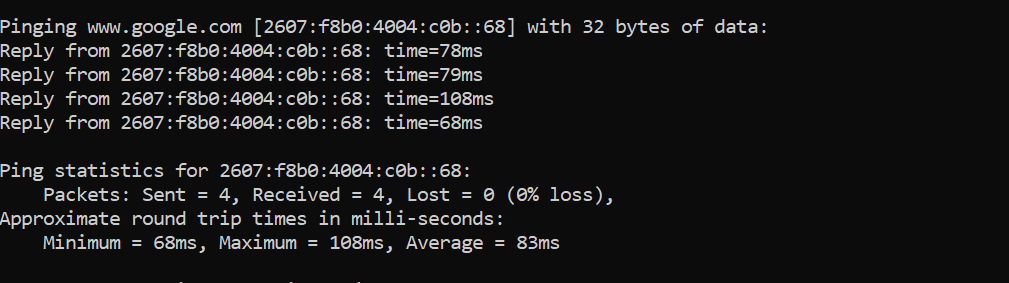 Pinging www.google.com [2607:f8b0:4004:c0b::68] with 32 bytes of data:
Reply from 2607:f8b0:4004:c0b::68: time=78ms
Reply from 2607:f8b0:4004:c0b::68: time=79ms
Reply from 2607:f8b0:4004:c0b::68: time=108ms
Reply from 2607:f8b0:4004:c0b::68: time=68ms
Ping statistics for 2607:f8b0:4004:c0b::68:
Packets: Sent = 4, Received = 4, Lost = 0 (0% loss),
Approximate round trip times in milli-seconds:
Minimum = 68ms, Maximum = 108ms, Average = 83ms